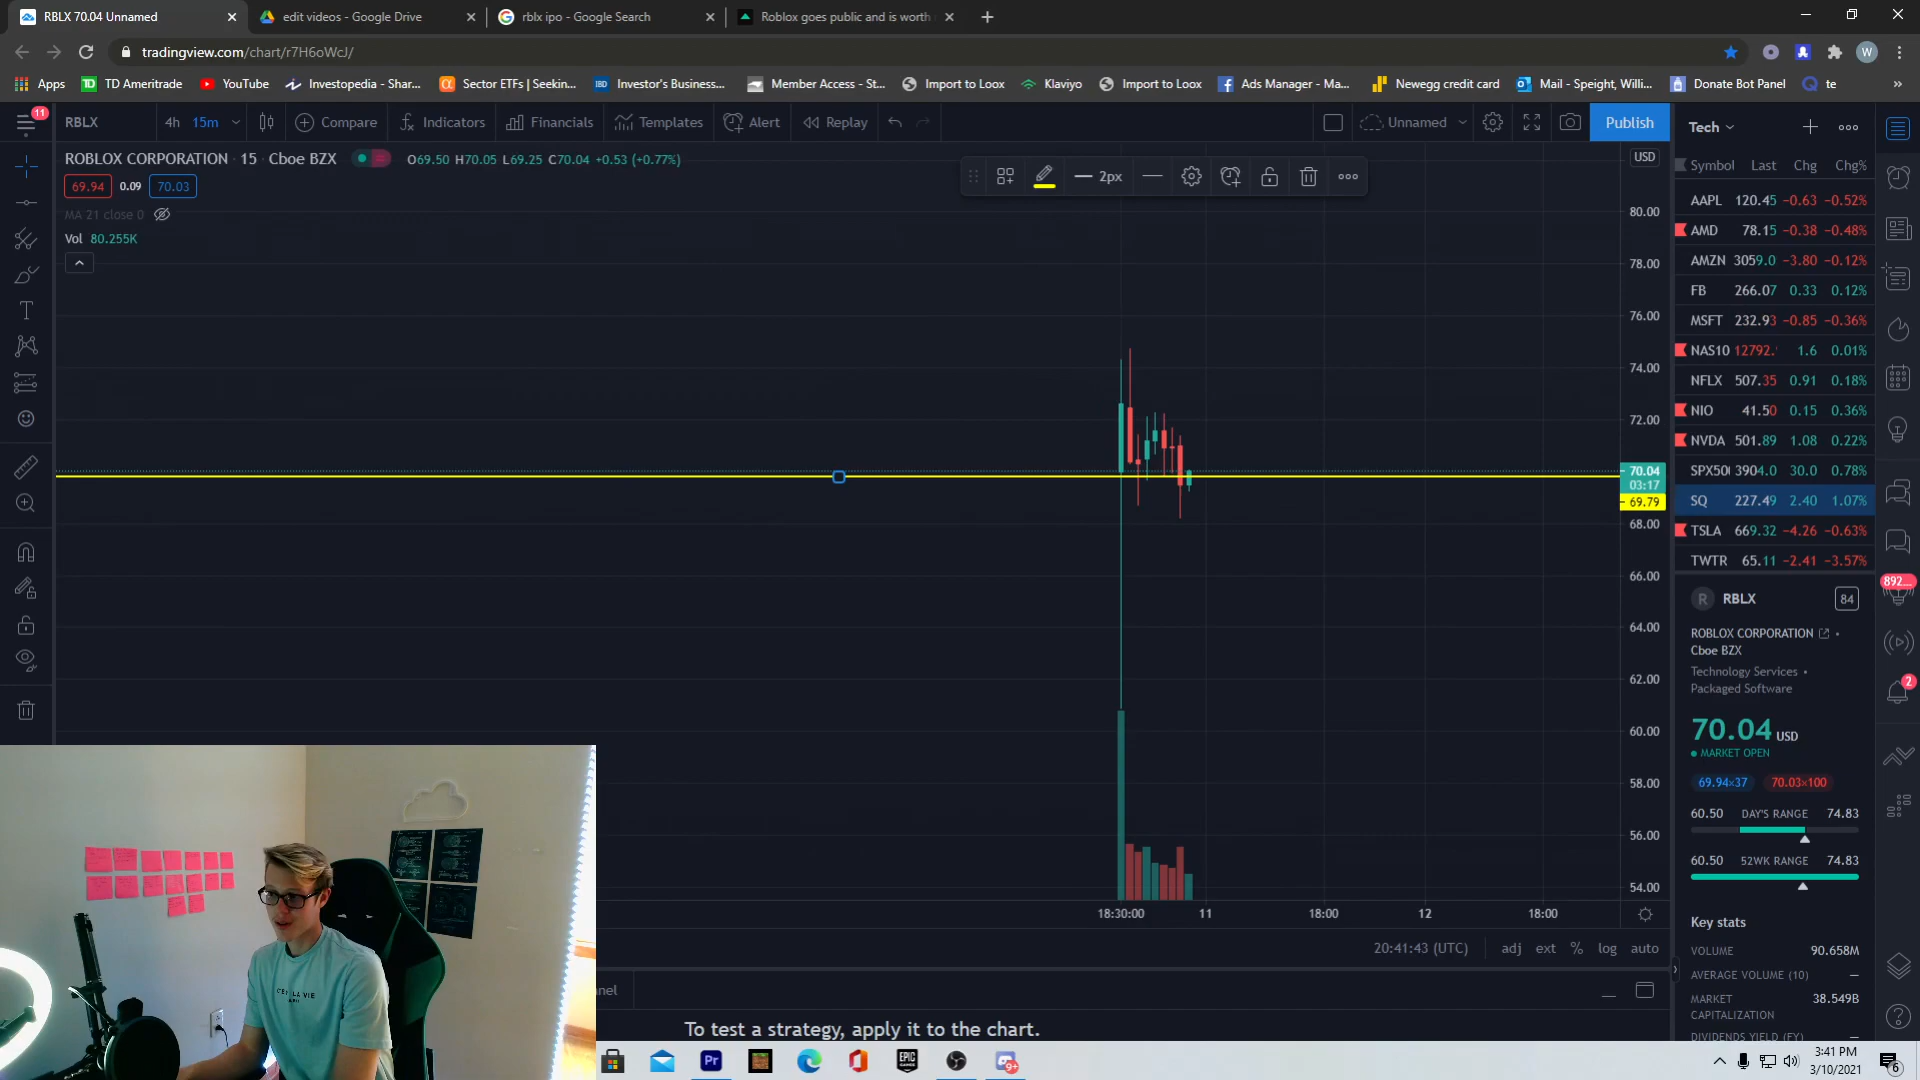 RBLX 70.04 Unnamed
edit videos - Google Drive
rblx ipo - Google Search
Roblox goes public and is worth
tradingview.com/chart/r7H6oWcJ/
W
Apps
TD Ameritrade
YouTube
Investopedia - Shar...
Sector ETFs | Seekin...
IBD
Investor's Business...
Member Access - St...
Import to Loox
Klaviyo
Import to Loox
Ads Manager - Ma...
Newegg credit card
Mail - Speight, Willi...
Donate Bot Panel
te
»
11
RBLX
4h
15m
Compare
Indicators
Financials
Templates
Alert
Replay
Unnamed
Publish
Tech
ROBLOX CORPORATION · 15 · Cboe BZX
O69.50 H70.05 L69.25 C70.04 +0.53 (+0.77%)
69.94 0.09 70.03
MA 21 close 0
Vol 80.255K
2px
USD
80.00
78.00
76.00
74.00
72.00
70.04
03:17
69.79
68.00
66.00
64.00
62.00
60.00
58.00
56.00
54.00
18:30:00
11
18:00
12
18:00
20:41:43 (UTC)
adj ext % log auto
nel
To test a strategy, apply it to the chart.
Symbol Last Chg Chg%
AAPL 120.45 −0.63 −0.52%
AMD 78.15 −0.38 −0.48%
AMZN 3059.0 −3.80 −0.12%
FB 266.07 0.33 0.12%
MSFT 232.93 −0.85 −0.36%
NAS10 12792. 1.6 0.01%
NFLX 507.35 0.91 0.18%
NIO 41.50 0.15 0.36%
NVDA 501.89 1.08 0.22%
SPX500 3904.0 30.0 0.78%
SQ 227.49 2.40 1.07%
TSLA 669.32 −4.26 −0.63%
TWTR 65.11 −2.41 −3.57%
892...
R RBLX
84
ROBLOX CORPORATION •
Cboe BZX
Technology Services •
Packaged Software
70.04 USD
MARKET OPEN
69.94×37 70.03×100
60.50 DAY'S RANGE 74.83
60.50 52WK RANGE 74.83
Key stats
VOLUME 90.658M
AVERAGE VOLUME (10) —
MARKET CAPITALIZATION 38.549B
DIVIDENDS YIELD (FY) —
2
Pr
EPIC GAMES
9+
3:41 PM
3/10/2021
6